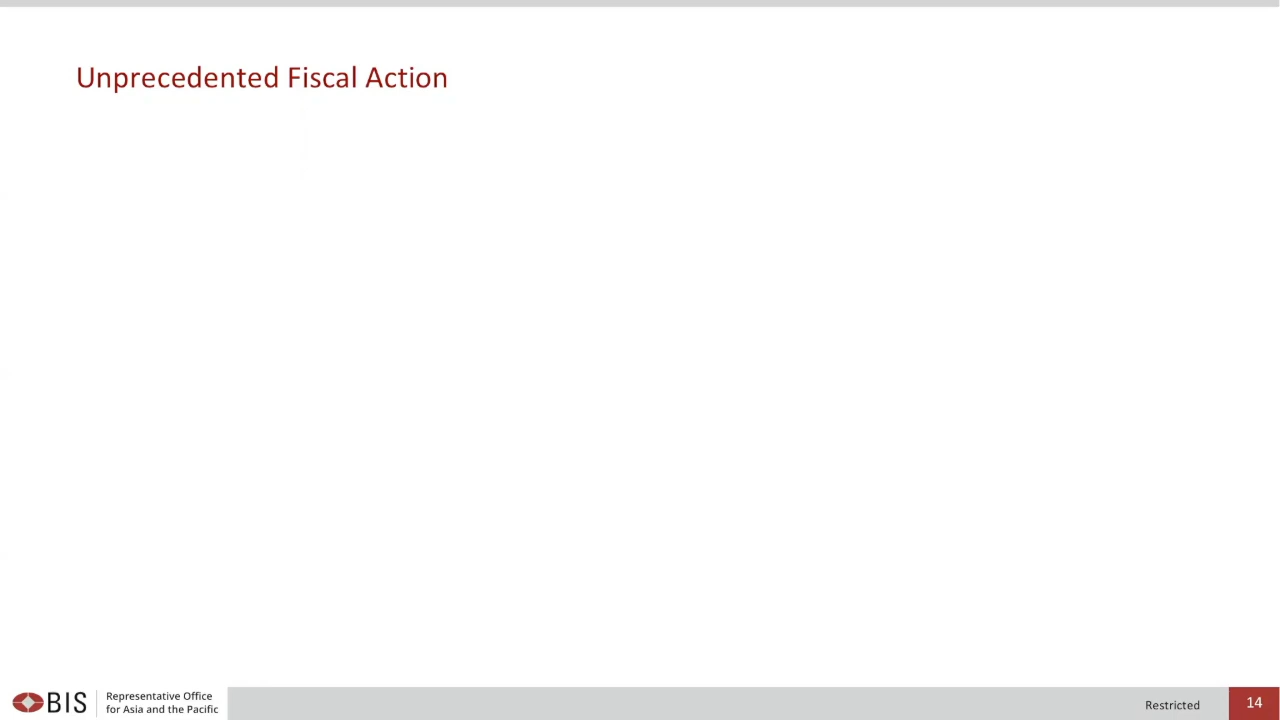 Unprecedented Fiscal Action
BIS
Representative Office
for Asia and the Pacific
Restricted
14